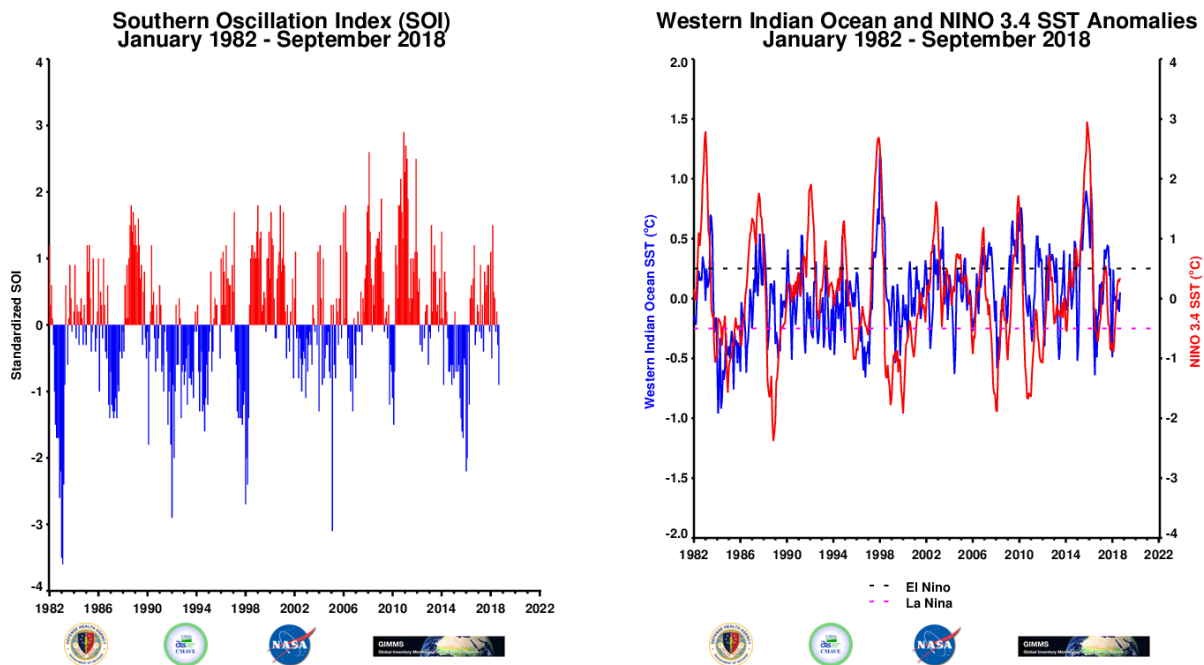 Southern Oscillation Index (SOI)
January 1982 - September 2018
4
3
2
1
0
-1
-2
-3
-4
Standardized SOI
1982 1986 1990 1994 1998 2002 2006 2010 2014 2018 2022
Western Indian Ocean and NINO 3.4 SST Anomalies
January 1982 - September 2018
2.0
1.5
1.0
0.5
0.0
-0.5
-1.0
-1.5
-2.0
Western Indian Ocean SST (°C)
4
3
2
1
0
-1
-2
-3
-4
NINO 3.4 SST (°C)
1982 1986 1990 1994 1998 2002 2006 2010 2014 2018 2022
- - El Nino
- - La Nina
USDA
CMAVE
NASA
GIMMS
USDA
CMAVE
NASA
GIMMS